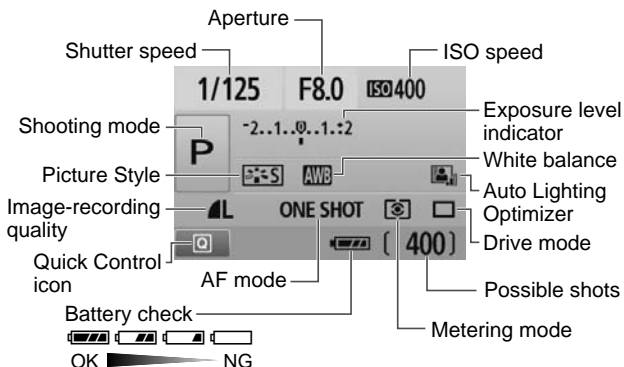 Aperture
Shutter speed
ISO speed
1/125 F8.0 ISO 400
Shooting mode
Exposure level
indicator
-2..1..0..1.:2
P
White balance
Picture Style
S AWB
Auto Lighting
Optimizer
Image-recording
quality
L ONE SHOT
Drive mode
Quick Control
icon
Q
[ 400 ]
AF mode
Possible shots
Battery check
Metering mode
OK NG